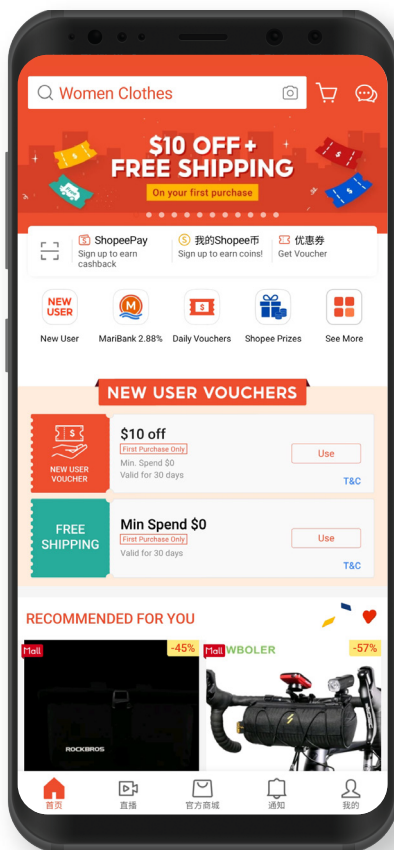 Women Clothes
$10 OFF +
FREE SHIPPING
On your first purchase
ShopeePay
Sign up to earn
cashback
我的Shopee币
Sign up to earn coins!
优惠券
Get Voucher
NEW
USER
New User
MariBank 2.88%
Daily Vouchers
Shopee Prizes
See More
NEW USER VOUCHERS
NEW USER
VOUCHER
$10 off
First Purchase Only
Min. Spend $0
Valid for 30 days
Use
T&C
FREE
SHIPPING
Min Spend $0
First Purchase Only
Valid for 30 days
Use
T&C
RECOMMENDED FOR YOU
Mall
-45%
ROCKBROS
Mall
WBOLER
-57%
首页
直播
官方商城
通知
我的